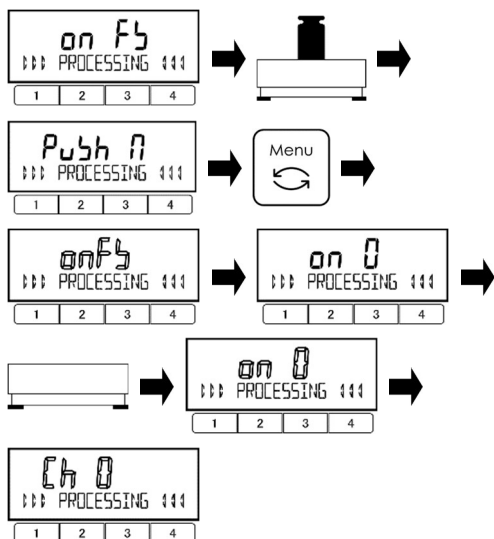 on FS
PROCESSING
1 2 3 4
Push M
PROCESSING
1 2 3 4
Menu
onFS
PROCESSING
1 2 3 4
on 0
PROCESSING
1 2 3 4
on 0
PROCESSING
1 2 3 4
Ch 0
PROCESSING
1 2 3 4